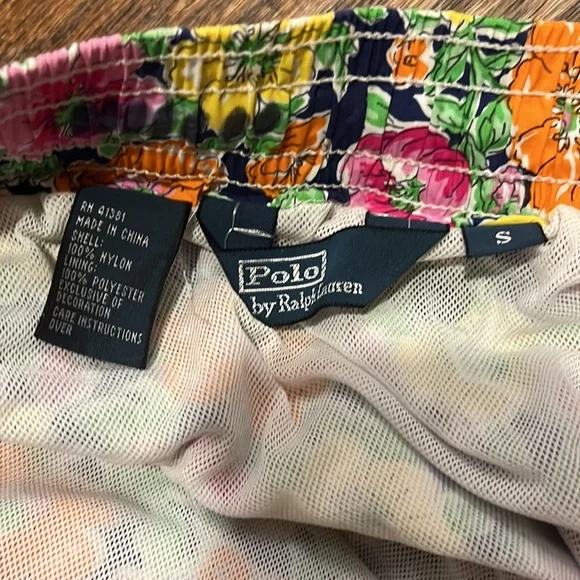 RN 41381
MADE IN CHINA
SHELL:
100% NYLON
LINING:
100% POLYESTER
EXCLUSIVE OF
DECORATION
CARE INSTRUCTIONS
OVER
Polo
by Ralph Lauren
S